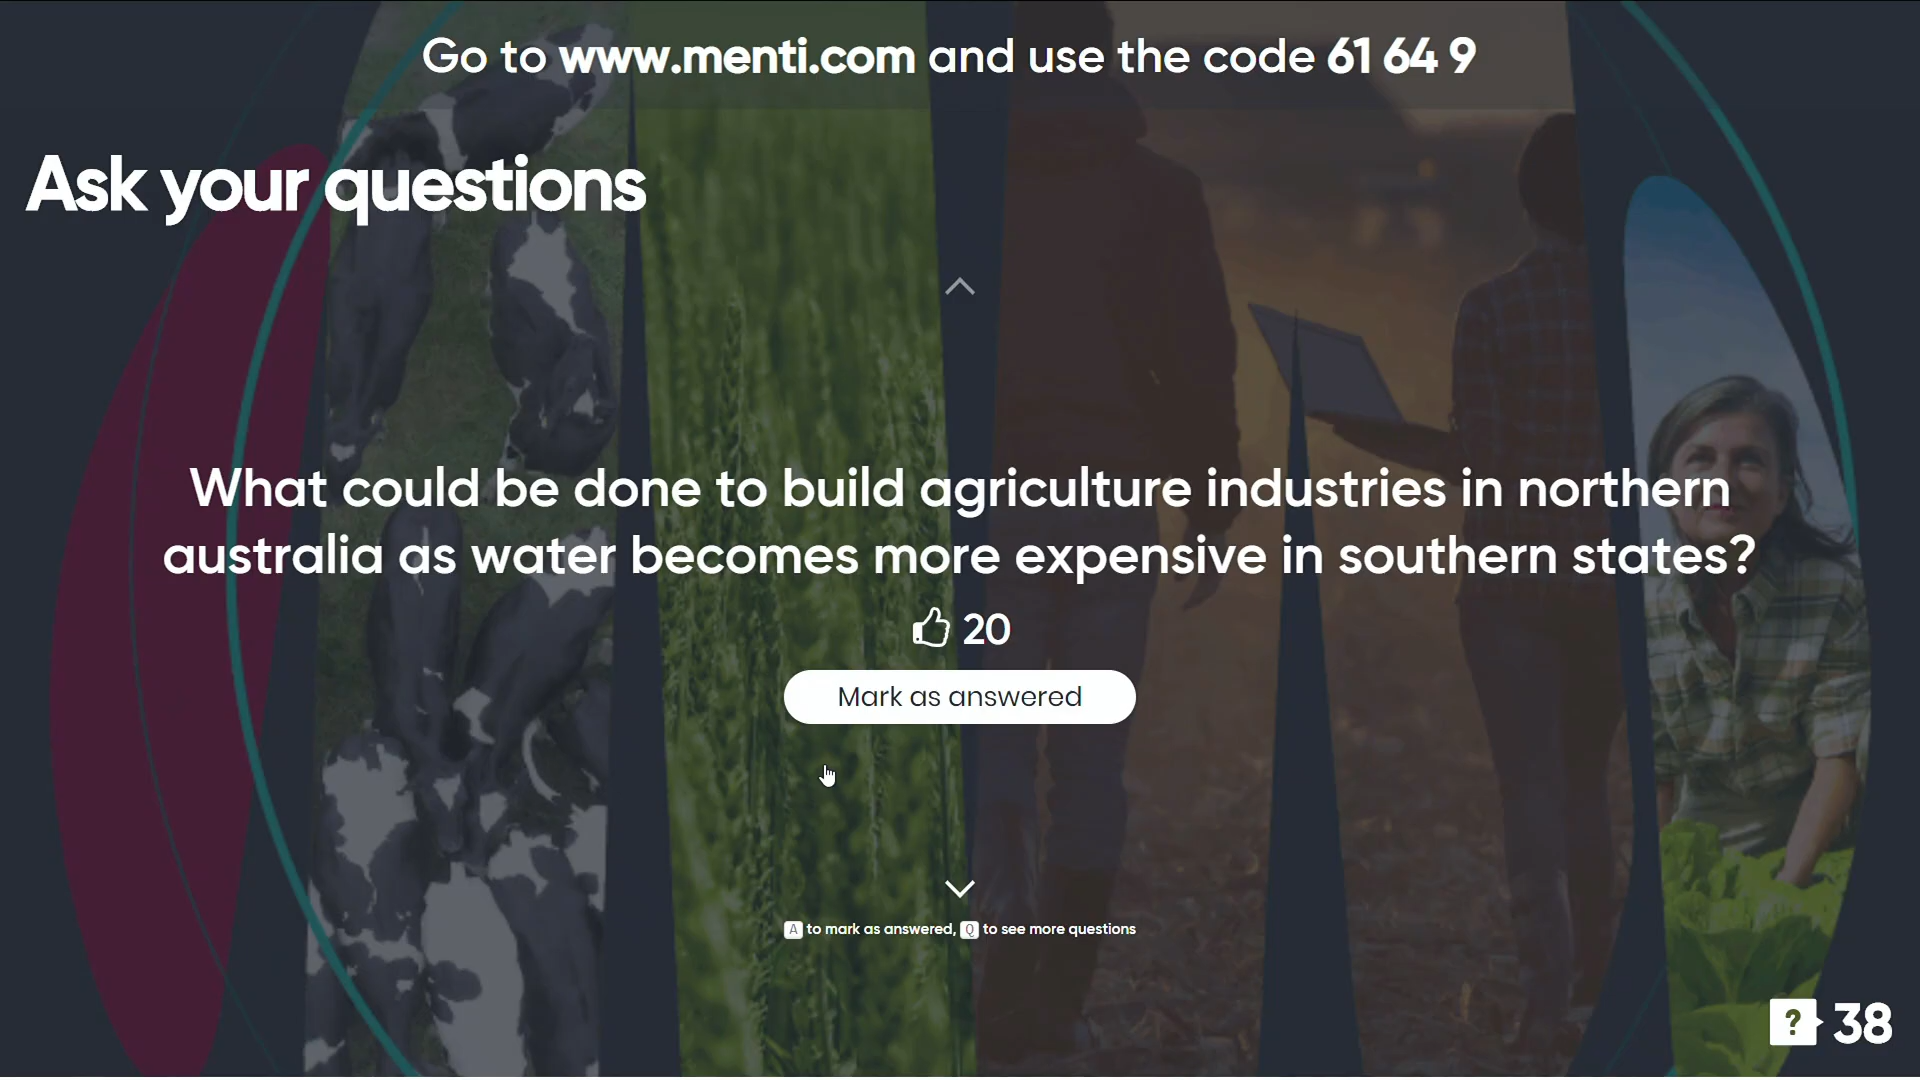 Go to www.menti.com and use the code 61 64 9
Ask your questions
What could be done to build agriculture industries in northern
australia as water becomes more expensive in southern states?
20
Mark as answered
A to mark as answered, Q to see more questions
? 38